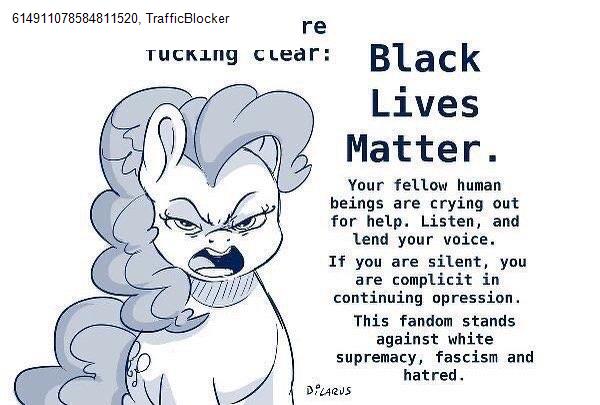 614911078584811520, TrafficBlocker
re
fucking clear:
Black
Lives
Matter.
Your fellow human
beings are crying out
for help. Listen, and
lend your voice.
If you are silent, you
are complicit in
continuing opression.
This fandom stands
against white
supremacy, fascism and
hatred.
DiLARUS